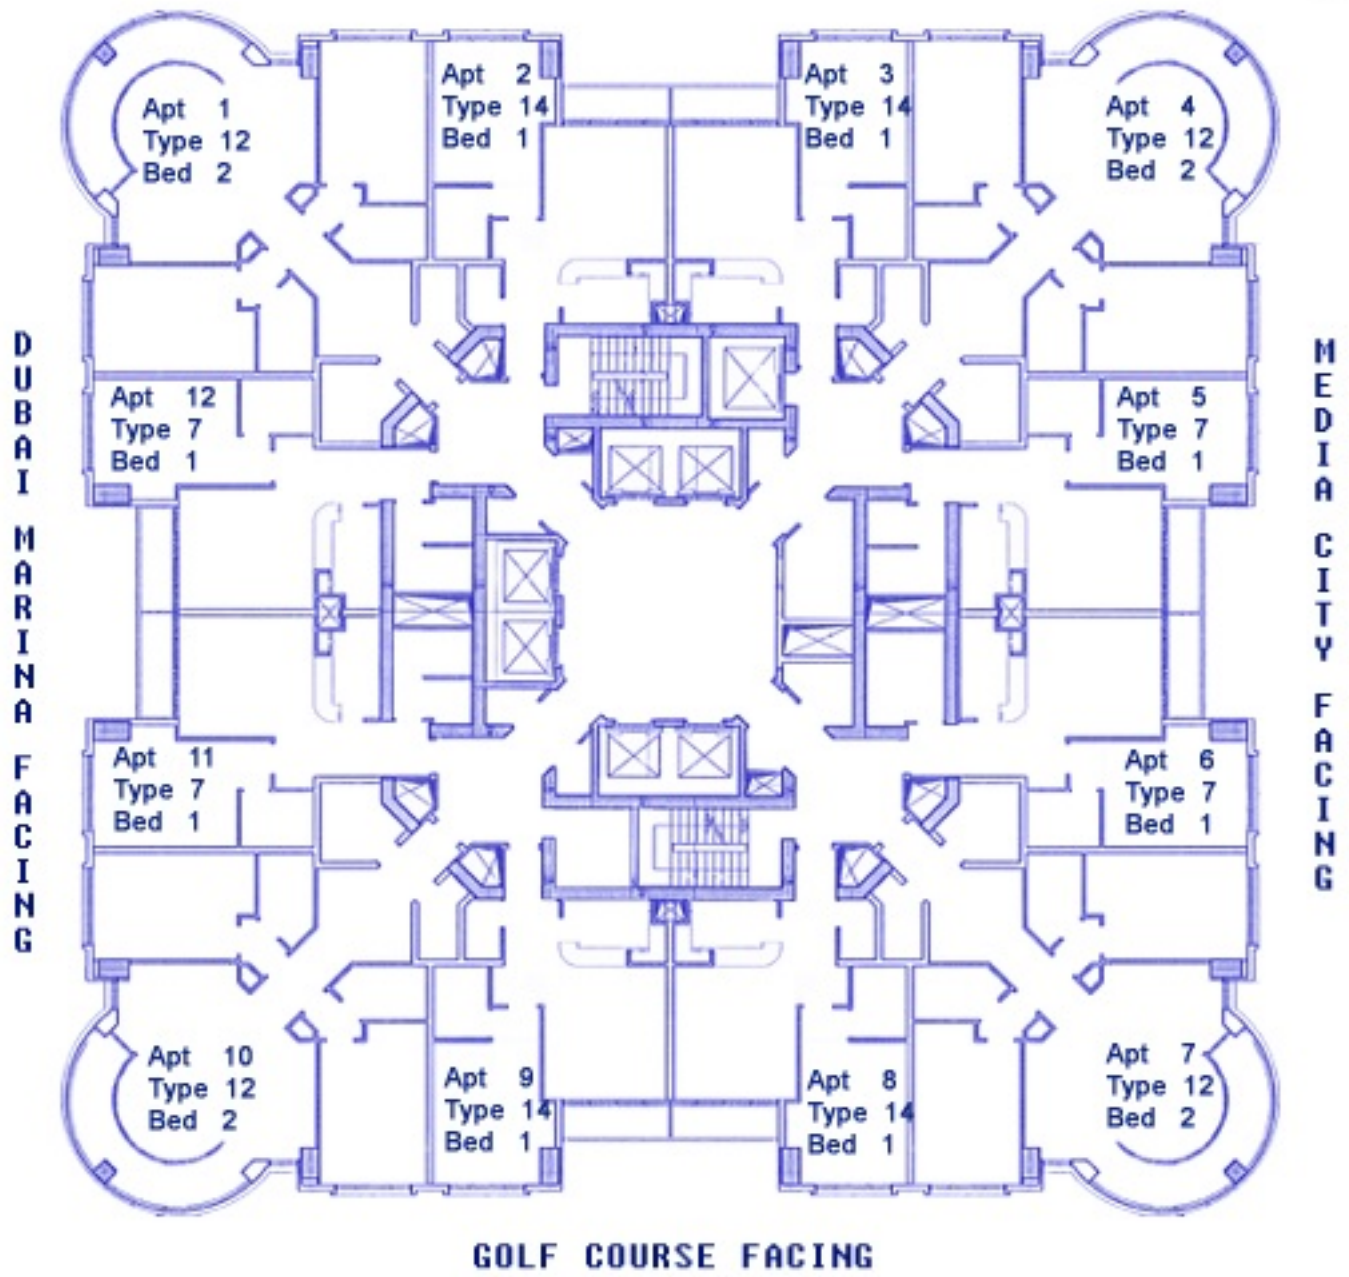 Apt 1
Type 12
Bed 2
Apt 2
Type 14
Bed 1
Apt 3
Type 14
Bed 1
Apt 4
Type 12
Bed 2
DUBAI MARINA FACING
Apt 12
Type 7
Bed 1
Apt 5
Type 7
Bed 1
MEDIA CITY FACING
Apt 11
Type 7
Bed 1
Apt 6
Type 7
Bed 1
Apt 10
Type 12
Bed 2
Apt 9
Type 14
Bed 1
Apt 8
Type 14
Bed 1
Apt 7
Type 12
Bed 2
GOLF COURSE FACING